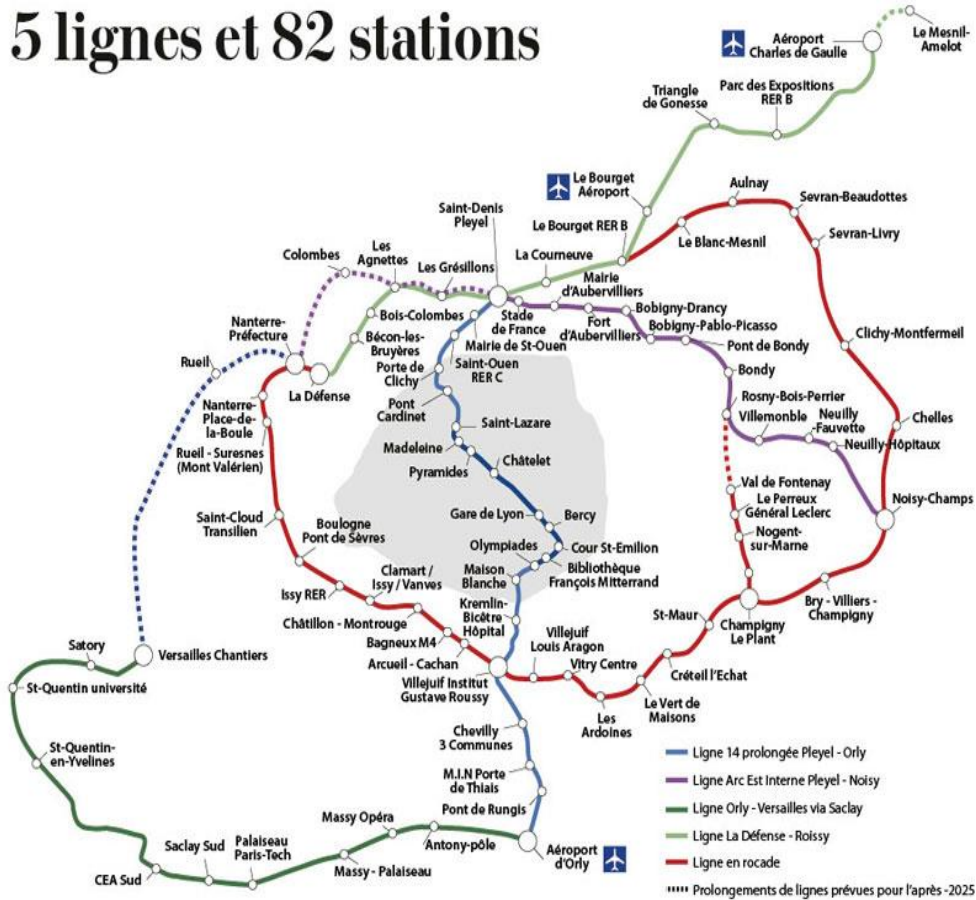 5 lignes et 82 stations
Le Mesnil-
Amelot
Aéroport
Charles de Gaulle
Parc des Expositions
RER B
Triangle
de Gonesse
Le Bourget
Aéroport
Aulnay
Sevran-Beaudottes
Saint-Denis
Pleyel
Le Bourget RER B
Le Blanc-Mesnil
Sevran-Livry
Colombes
Les
Agnettes
Les Grésillons
La Courneuve
Mairie
d'Aubervilliers
Bobigny-Drancy
Stade
de France
Fort
d'Aubervilliers
Bobigny-Pablo-Picasso
Pont de Bondy
Clichy-Montfermeil
Bois-Colombes
Nanterre-
Préfecture
Bécon-les-
Bruyères
Mairie de St-Ouen
Saint-Ouen
RER C
Porte de
Clichy
Rueil
La Défense
Bondy
Nanterre-
Place-de-
la-Boule
Pont
Cardinet
Rosny-Bois-Perrier
Villemonble
Neuilly
-Fauvette
Neuilly-Hôpitaux
Chelles
Saint-Lazare
Madeleine
Pyramides
Châtelet
Rueil - Suresnes
(Mont Valérien)
Val de Fontenay
Le Perreux
Général Leclerc
Noisy-Champs
Nogent-
sur-Marne
Saint-Cloud
Transilien
Boulogne
Pont de Sèvres
Gare de Lyon
Bercy
Olympiades
Cour St-Emilion
Bibliothèque
François Mitterrand
Maison
Blanche
Clamart /
Issy / Vanves
Issy RER
Châtillon - Montrouge
Kremlin-
Bicêtre
Hôpital
Bry - Villiers -
Champigny
Champigny
Le Plant
St-Maur
Bagneux M4
Arcueil - Cachan
Villejuif
Louis Aragon
Vitry Centre
Créteil l'Echat
Villejuif Institut
Gustave Roussy
Le Vert de
Maisons
Les
Ardoines
Satory
Versailles Chantiers
St-Quentin université
St-Quentin-
en-Yvelines
Chevilly
3 Communes
M.I.N Porte
de Thiais
Pont de Rungis
Massy Opéra
Antony-pôle
Aéroport
d'Orly
Saclay Sud
Palaiseau
Paris-Tech
Massy - Palaiseau
CEA Sud
Ligne 14 prolongée Pleyel - Orly
Ligne Arc Est Interne Pleyel - Noisy
Ligne Orly - Versailles via Saclay
Ligne La Défense - Roissy
Ligne en rocade
Prolongements de lignes prévues pour l'après -2025